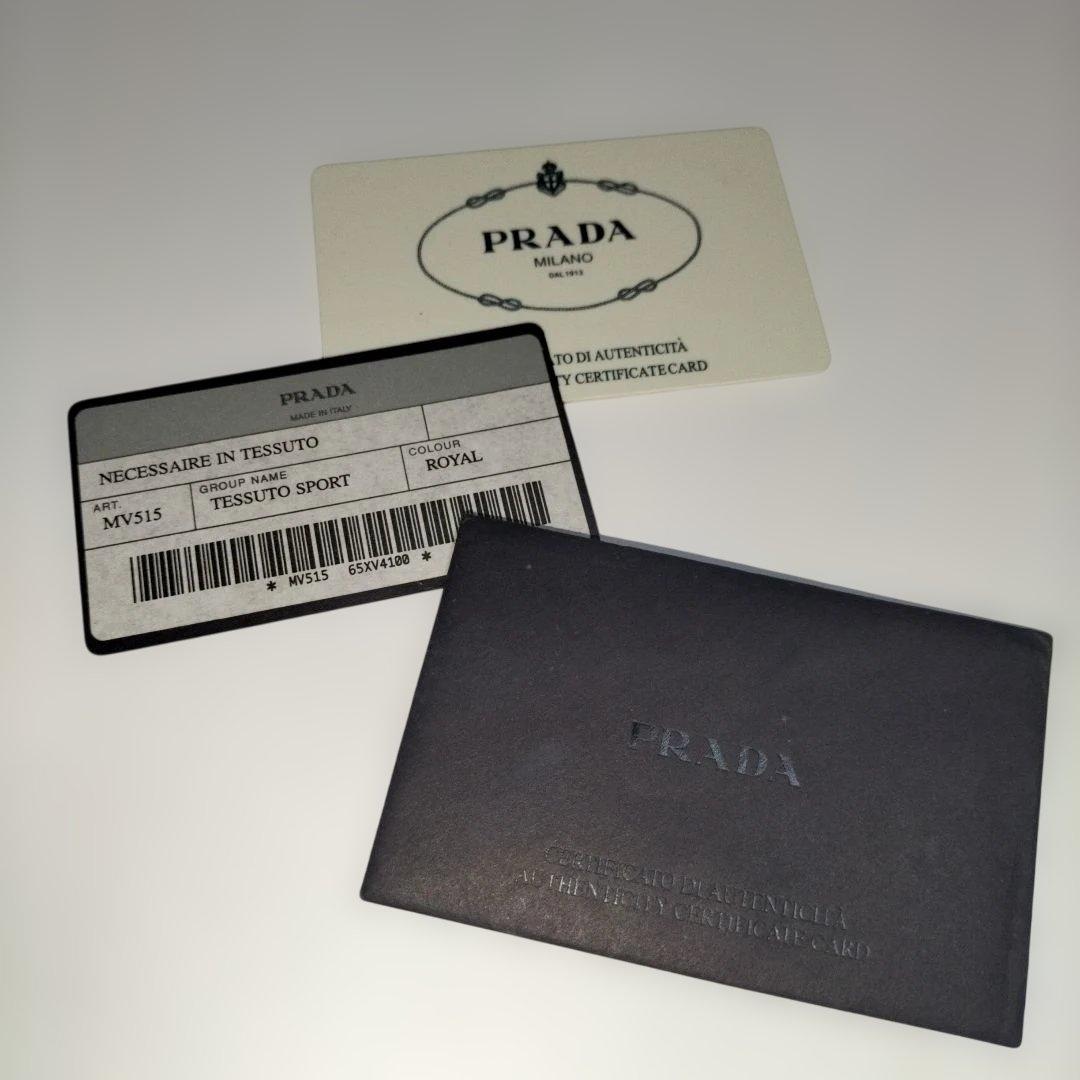 PRADA
MILANO
DAL 1913
ATO DI AUTENTICITÀ
TY CERTIFICATE CARD
PRADA
MADE IN ITALY
NECESSAIRE IN TESSUTO
ART.
MV515
GROUP NAME
TESSUTO SPORT
COLOUR
ROYAL
* MV515 65XV4100 *
PRADA
CERTIFICATO DI AUTENTICITÀ
AUTHENTICITY CERTIFICATE CARD